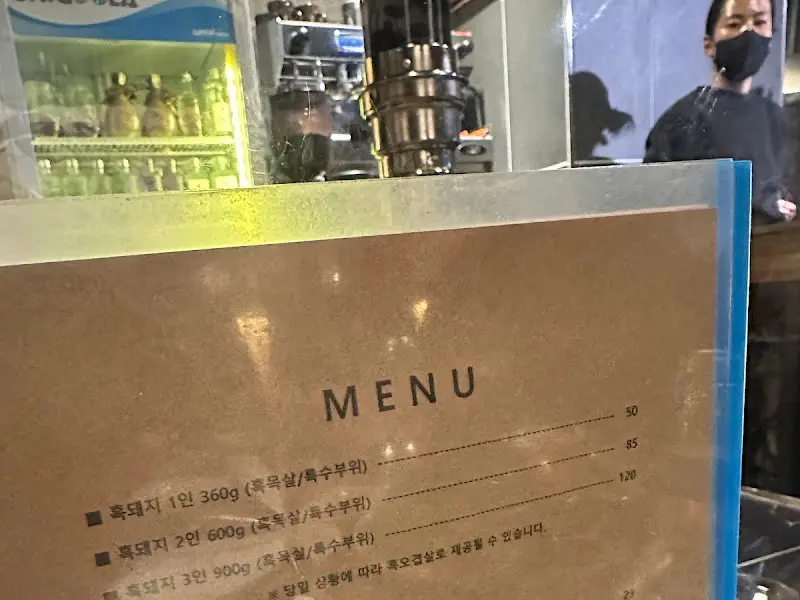 MENU
■ 흑돼지 1인 360g (흑목살/특수부위) 50
■ 흑돼지 2인 600g (흑목살/특수부위) 85
■ 흑돼지 3인 900g (흑목살/특수부위) 120
※ 당일 상황에 따라 흑오겹살로 제공될 수 있습니다.